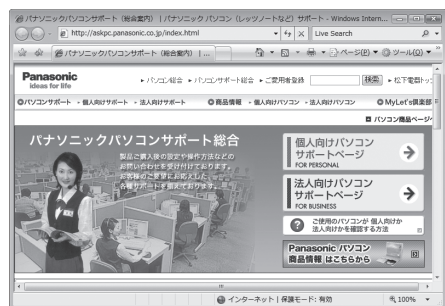 パナソニックパソコンサポート（総合案内） | パナソニックパソコン（レッツノートなど）サポート - Windows Intern...
http://askpc.panasonic.co.jp/index.html
Live Search
パナソニックパソコンサポート（総合案内） | ...
ページ(P)
ツール(O)
Panasonic
ideas for life
パソコン総合
パソコンサポート総合
ご愛用者登録
検索
松下電器トッ
パソコンサポート
個人向けサポート
法人向けサポート
商品情報
個人向けパソコン
法人向けパソコン
MyLet's倶楽部
パソコン商品ページ
パナソニックパソコンサポート総合
製品ご購入後の設定や操作方法などの
お問い合わせを受け付けております。
お客様のご要望にお応えした、
各種サポートを揃えております。
個人向けパソコン
サポートページ
FOR PERSONAL
法人向けパソコン
サポートページ
FOR BUSINESS
? ご使用のパソコンが 個人向けか
法人向けかを確認する方法
Panasonic パソコン
商品情報 はこちらから
インターネット | 保護モード: 有効
100%